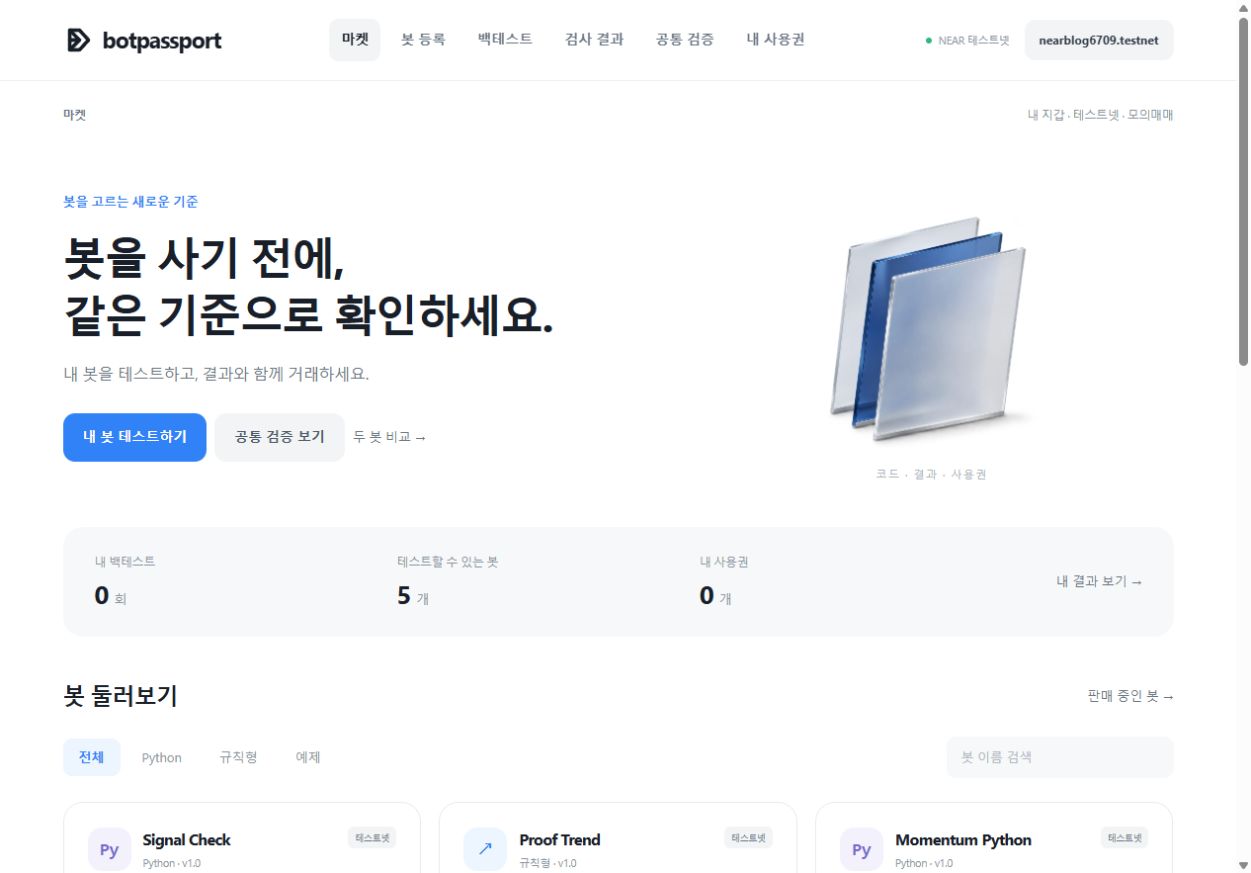 botpassport
마켓
봇 등록
백테스트
검사 결과
공통 검증
내 사용권
NEAR 테스트넷
nearblog6709.testnet
마켓
내 지갑 · 테스트넷 · 모의매매
봇을 고르는 새로운 기준
봇을 사기 전에,
같은 기준으로 확인하세요.
내 봇을 테스트하고, 결과와 함께 거래하세요.
내 봇 테스트하기
공통 검증 보기
두 봇 비교 →
코드 · 결과 · 사용권
내 백테스트
0 회
테스트할 수 있는 봇
5 개
내 사용권
0 개
내 결과 보기 →
봇 둘러보기
판매 중인 봇 →
전체
Python
규칙형
예제
봇 이름 검색
Py
Signal Check
테스트넷
Python · v1.0
↗
Proof Trend
테스트넷
규칙형 · v1.0
Py
Momentum Python
테스트넷
Python · v1.0